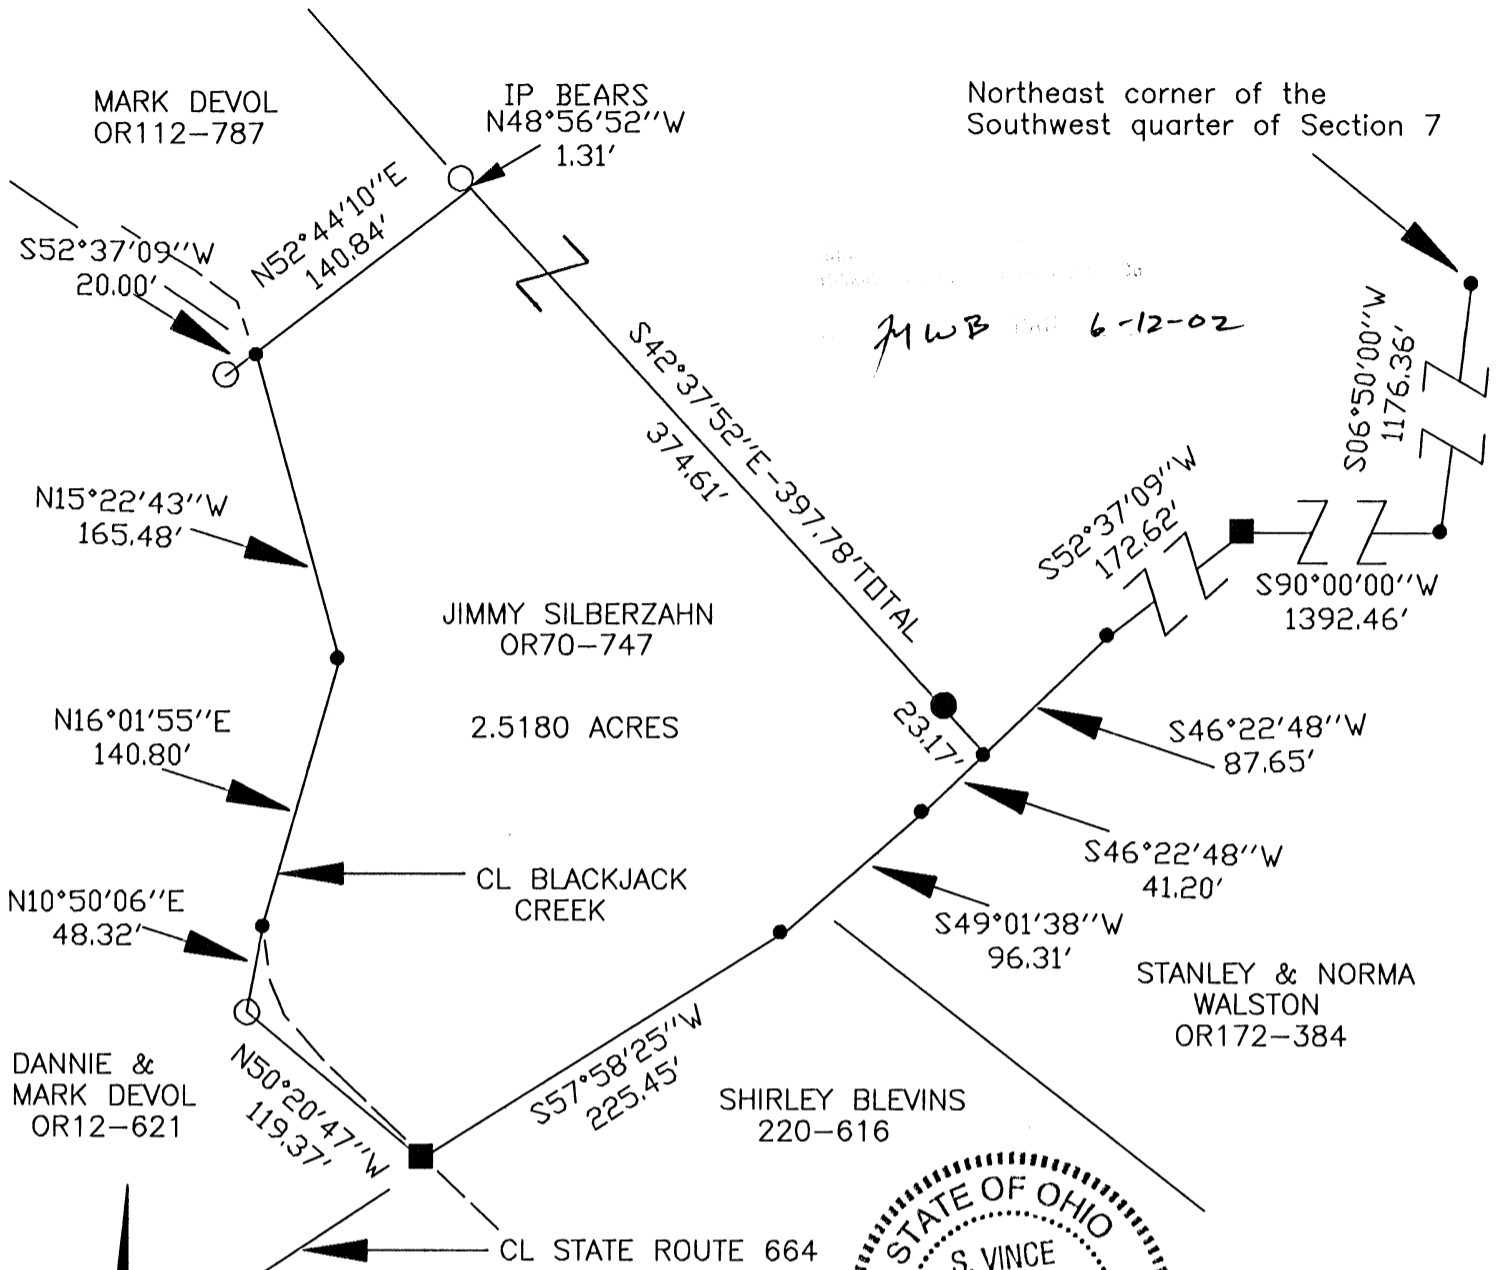 MARK DEVOL
OR112-787
IP BEARS
N48°56'52"W
1.31'
Northeast corner of the
Southwest quarter of Section 7
S52°37'09"W
20.00'
N52°44'10"E
140.84'
6-12-02
S42°37'52"E-397.78'TOTAL
374.61'
S06°50'00"W
1176.36'
N15°22'43"W
165.48'
S52°37'09"W
172.62'
S90°00'00"W
1392.46'
JIMMY SILBERZAHN
OR70-747
2.5180 ACRES
N16°01'55"E
140.80'
23.17'
S46°22'48"W
87.65'
S46°22'48"W
41.20'
CL BLACKJACK
CREEK
N10°50'06"E
48.32'
S49°01'38"W
96.31'
STANLEY & NORMA
WALSTON
OR172-384
DANNIE &
MARK DEVOL
OR12-621
N50°20'47"W
119.37'
S57°58'25"W
225.45'
SHIRLEY BLEVINS
220-616
CL STATE ROUTE 664
STATE OF OHIO
S. VINCE